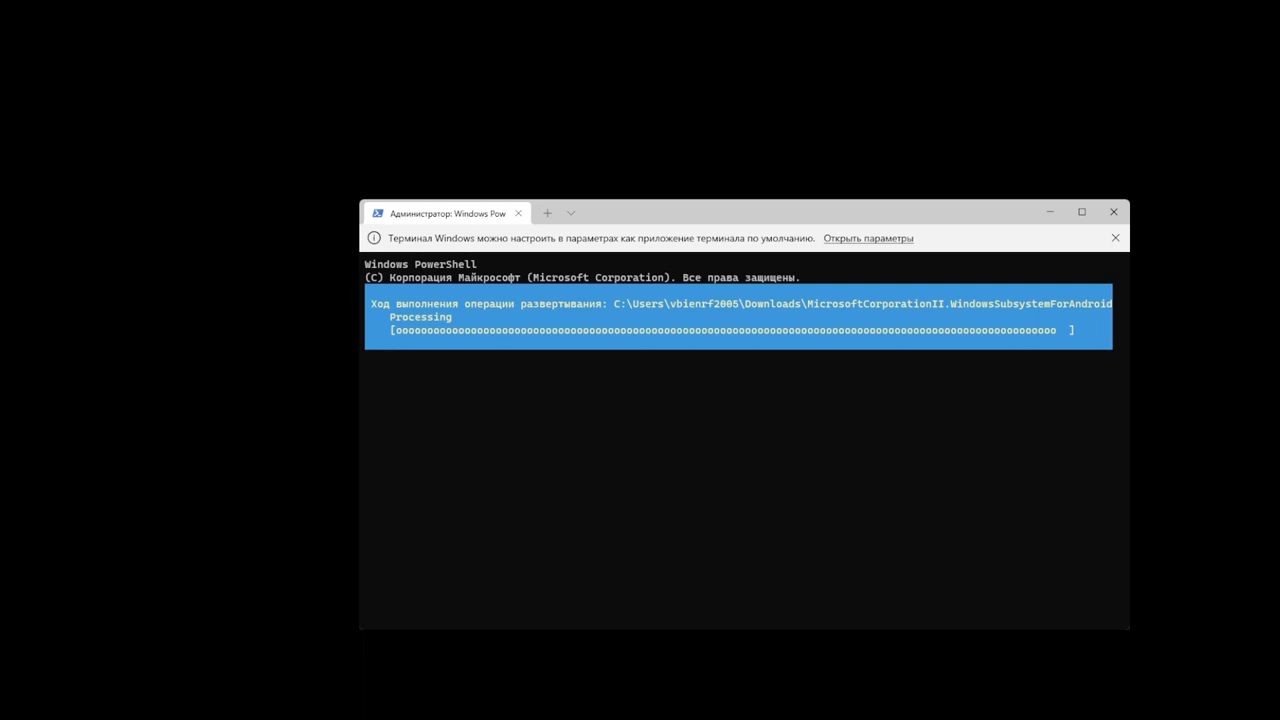 Администратор: Windows Pow
Терминал Windows можно настроить в параметрах как приложение терминала по умолчанию. Открыть параметры
Windows PowerShell
(C) Корпорация Майкрософт (Microsoft Corporation). Все права защищены.
Ход выполнения операции развертывания: C:\Users\vbienrf2005\Downloads\MicrosoftCorporationII.WindowsSubsystemForAndroid
Processing
[oooooooooooooooooooooooooooooooooooooooooooooooooooooooooooooooooooooooooooooooooooooooooooooooooooooooooo  ]